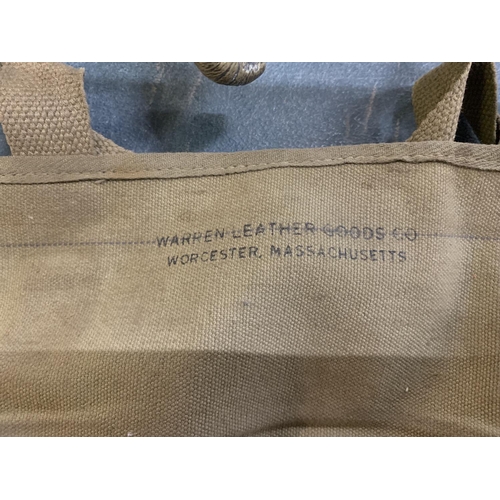 WARREN LEATHER GOODS CO
WORCESTER, MASSACHUSETTS